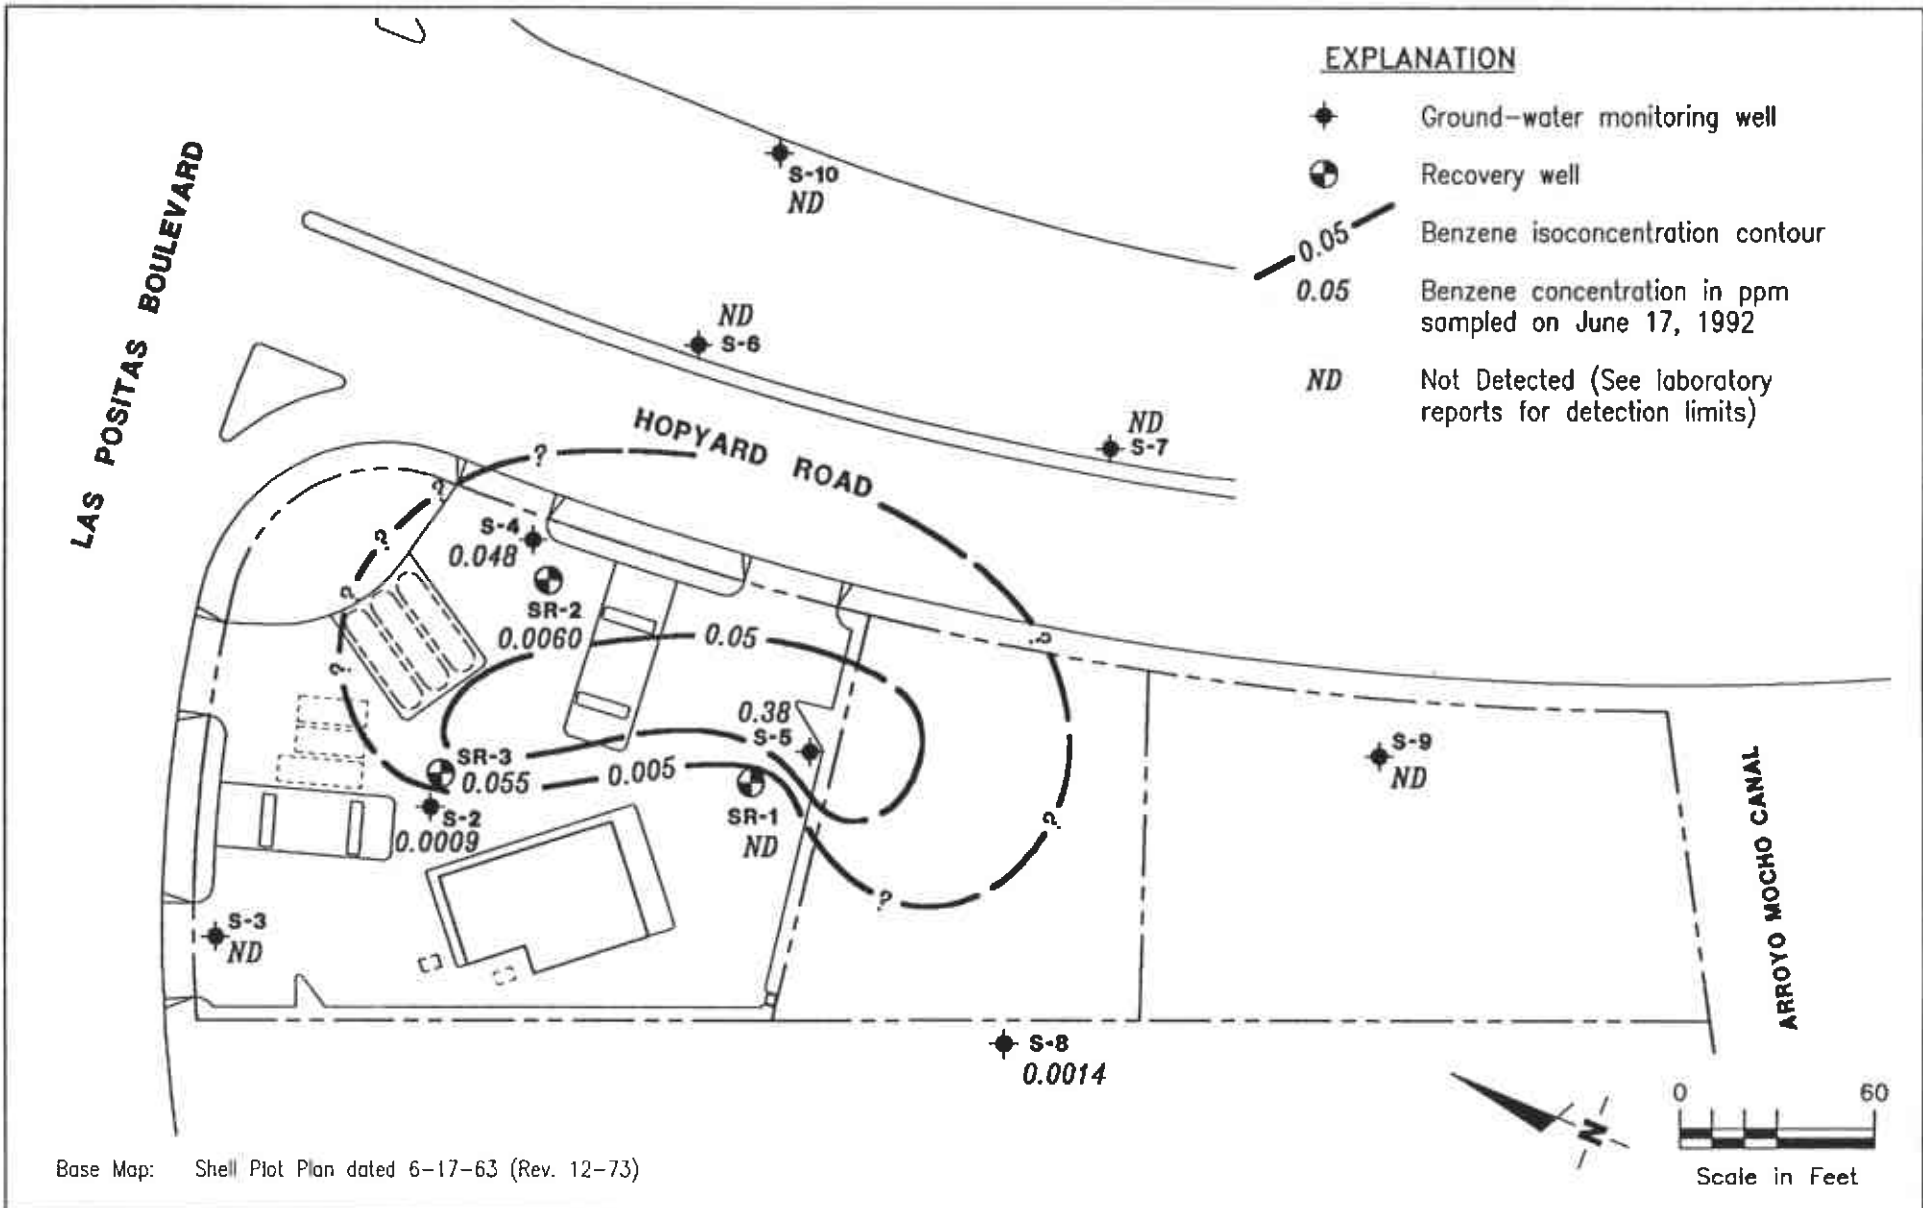 EXPLANATION
Ground-water monitoring well
Recovery well
0.05
Benzene isoconcentration contour
0.05
Benzene concentration in ppm
sampled on June 17, 1992
ND
Not Detected (See laboratory
reports for detection limits)
LAS POSITAS BOULEVARD
S-10
ND
ND
S-6
ND
S-7
HOPYARD ROAD
?
?
?
?
?
?
?
?
S-4
0.048
SR-2
0.0060
0.05
0.38
S-5
SR-3
0.055
0.005
S-2
0.0009
SR-1
ND
S-9
ND
S-3
ND
S-8
0.0014
ARROYO MOCHO CANAL
N
0 60
Scale in Feet
Base Map: Shell Plot Plan dated 6-17-63 (Rev. 12-73)